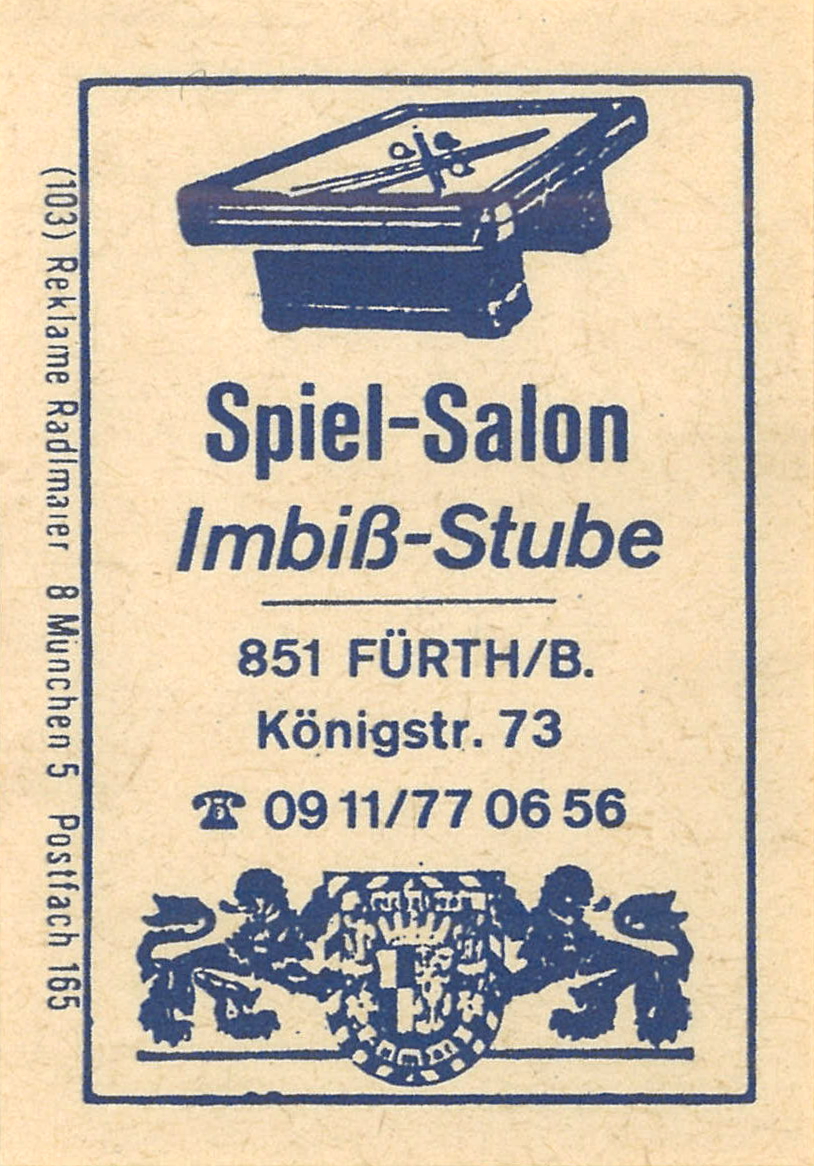 Spiel-Salon
Imbiß-Stube
851 FÜRTH/B.
Königstr. 73
☎ 09 11/77 06 56
(103) Reklame Radlmaier 8 München 5 Postfach 165